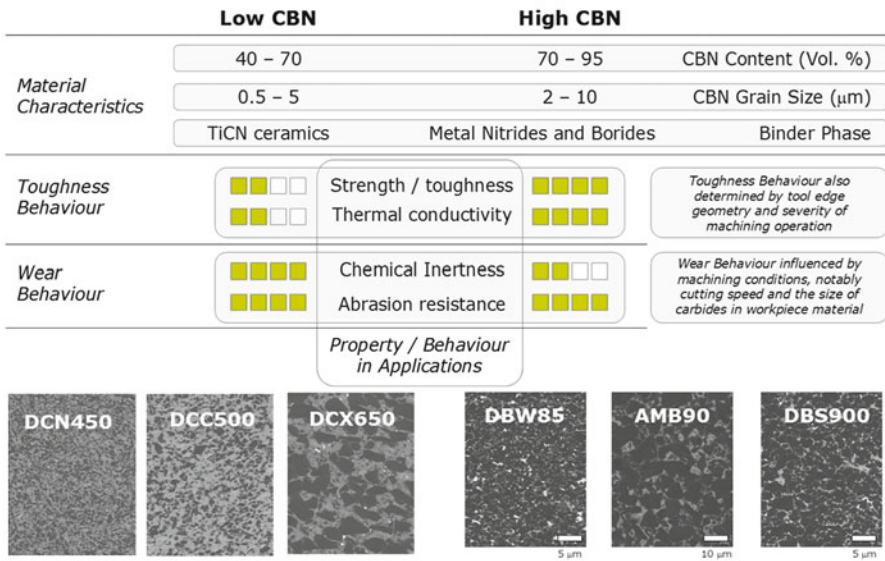 Low CBN
High CBN
Material
Characteristics
40 – 70
70 – 95
CBN Content (Vol. %)
0.5 – 5
2 – 10
CBN Grain Size (μm)
TiCN ceramics
Metal Nitrides and Borides
Binder Phase
Toughness
Behaviour
Strength / toughness
Thermal conductivity
Toughness Behaviour also
determined by tool edge
geometry and severity of
machining operation
Wear
Behaviour
Chemical Inertness
Abrasion resistance
Wear Behaviour influenced by
machining conditions, notably
cutting speed and the size of
carbides in workpiece material
Property / Behaviour
in Applications
DCN450
DCC500
DCX650
DBW85
AMB90
DBS900
5 μm
10 μm
5 μm